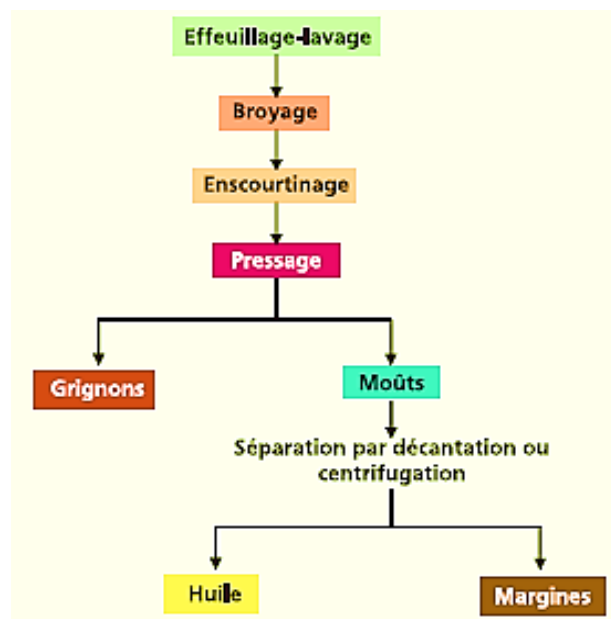 Effeuillage-lavage
Broyage
Enscourtinage
Pressage
Grignons
Moûts
Séparation par décantation ou
centrifugation
Huile
Margines